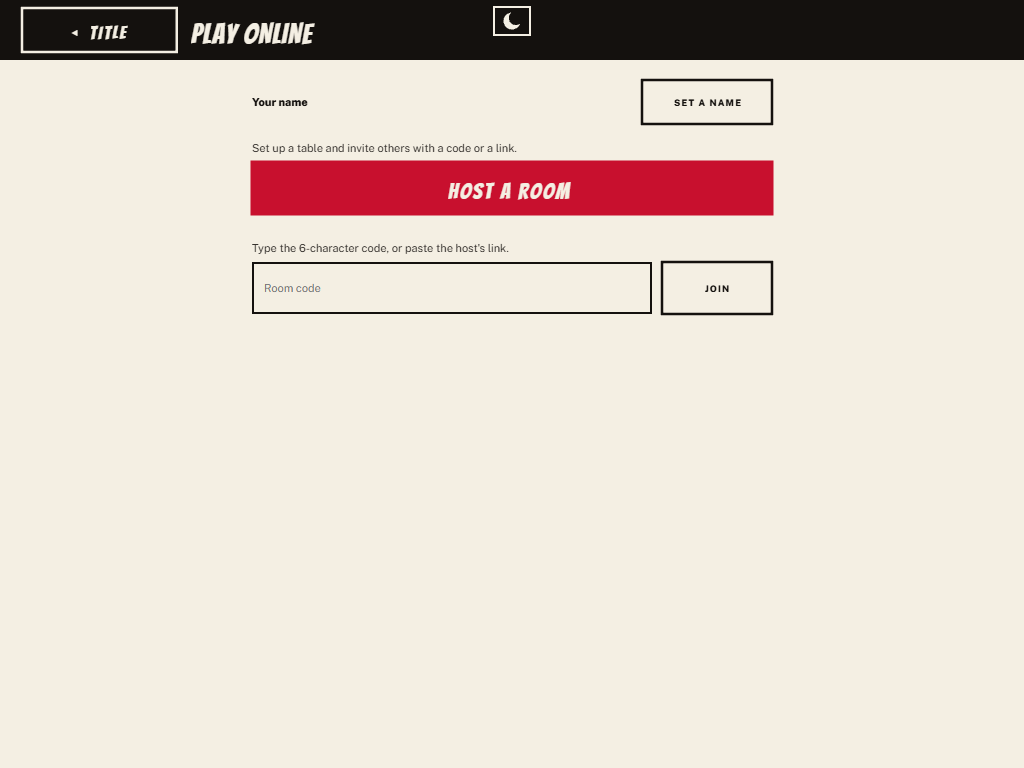 ◄ TITLE
PLAY ONLINE
Your name
SET A NAME
Set up a table and invite others with a code or a link.
HOST A ROOM
Type the 6-character code, or paste the host's link.
Room code
JOIN